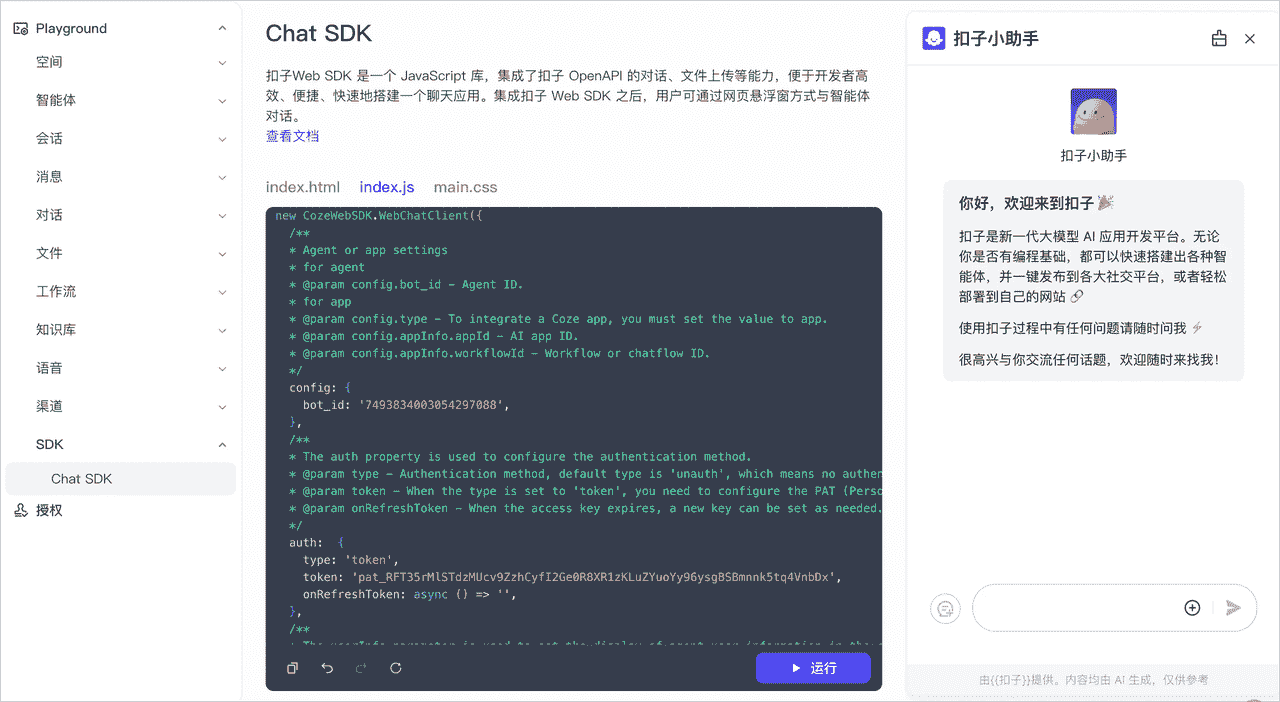 Playground
空间
智能体
会话
消息
对话
文件
工作流
知识库
语音
渠道
SDK
Chat SDK
授权
Chat SDK
扣子Web SDK 是一个 JavaScript 库，集成了扣子 OpenAPI 的对话、文件上传等能力，便于开发者高
效、便捷、快速地搭建一个聊天应用。集成扣子 Web SDK 之后，用户可通过网页悬浮窗方式与智能体
对话。
查看文档
index.html index.js main.css
new CozeWebSDK.WebChatClient({
/**
* Agent or app settings
* for agent
* @param config.bot_id – Agent ID.
* for app
* @param config.type – To integrate a Coze app, you must set the value to app.
* @param config.appInfo.appId – AI app ID.
* @param config.appInfo.workflowId – Workflow or chatflow ID.
*/
config: {
bot_id: '7493834003054297088',
},
/**
* The auth property is used to configure the authentication method.
* @param type – Authentication method, default type is 'unauth', which means no authen
* @param token – When the type is set to 'token', you need to configure the PAT (Perso
* @param onRefreshToken – When the access key expires, a new key can be set as needed.
*/
auth: {
type: 'token',
token: 'pat_RFT35rMlSTdzMUcv9ZzhCyfI2Ge0R8XR1zKLuZYuoYy96ysgBSBmnnk5tq4VnbDx',
onRefreshToken: async () => '',
},
/**
运行
扣子小助手
扣子小助手
你好，欢迎来到扣子
扣子是新一代大模型 AI 应用开发平台。无论
你是否有编程基础，都可以快速搭建出各种智
能体，并一键发布到各大社交平台，或者轻松
部署到自己的网站
使用扣子过程中有任何问题请随时问我
很高兴与你交流任何话题，欢迎随时来找我！
由{{扣子}}提供。内容均由 AI 生成，仅供参考